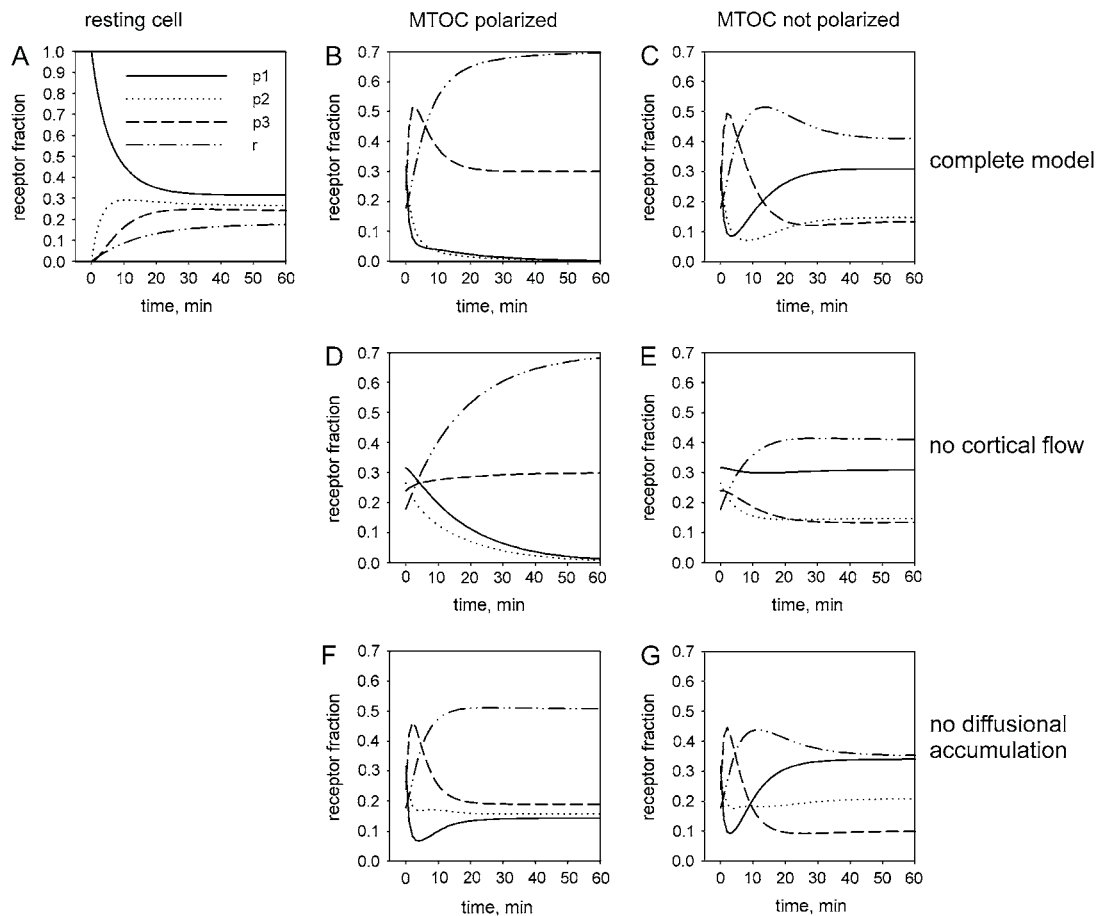 resting cell
MTOC polarized
MTOC not polarized
A
1.0
0.9
0.8
0.7
0.6
0.5
0.4
0.3
0.2
0.1
0.0
receptor fraction
p1
p2
p3
r
0 10 20 30 40 50 60
time, min
B
0.7
0.6
0.5
0.4
0.3
0.2
0.1
0.0
receptor fraction
0 10 20 30 40 50 60
time, min
C
0.7
0.6
0.5
0.4
0.3
0.2
0.1
0.0
receptor fraction
0 10 20 30 40 50 60
time, min
complete model
D
0.7
0.6
0.5
0.4
0.3
0.2
0.1
0.0
receptor fraction
0 10 20 30 40 50 60
time, min
E
0.7
0.6
0.5
0.4
0.3
0.2
0.1
0.0
receptor fraction
0 10 20 30 40 50 60
time, min
no cortical flow
F
0.7
0.6
0.5
0.4
0.3
0.2
0.1
0.0
receptor fraction
0 10 20 30 40 50 60
time, min
G
0.7
0.6
0.5
0.4
0.3
0.2
0.1
0.0
receptor fraction
0 10 20 30 40 50 60
time, min
no diffusional
accumulation